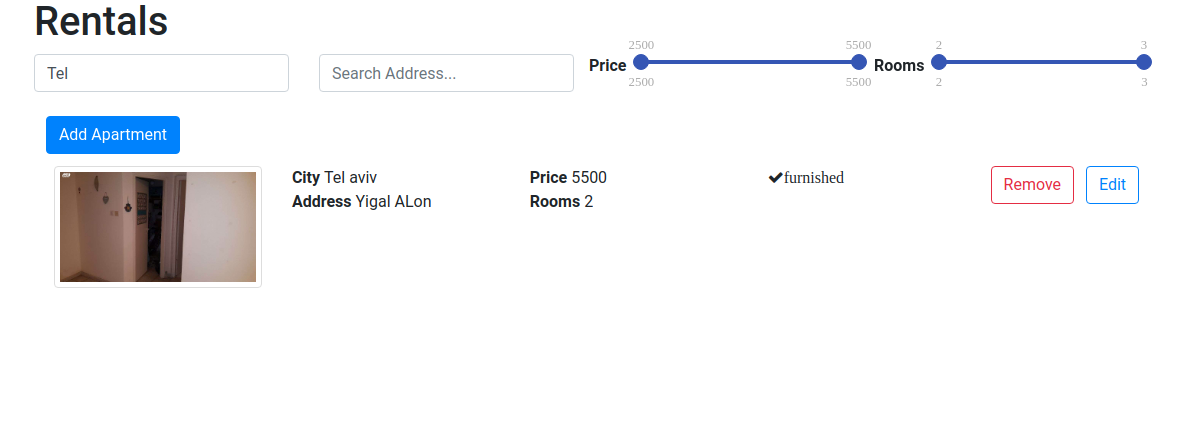 Rentals
Tel
Search Address...
Price
2500 5500
2500 5500
Rooms
2 3
2 3
Add Apartment
City Tel aviv
Address Yigal ALon
Price 5500
Rooms 2
furnished
Remove
Edit